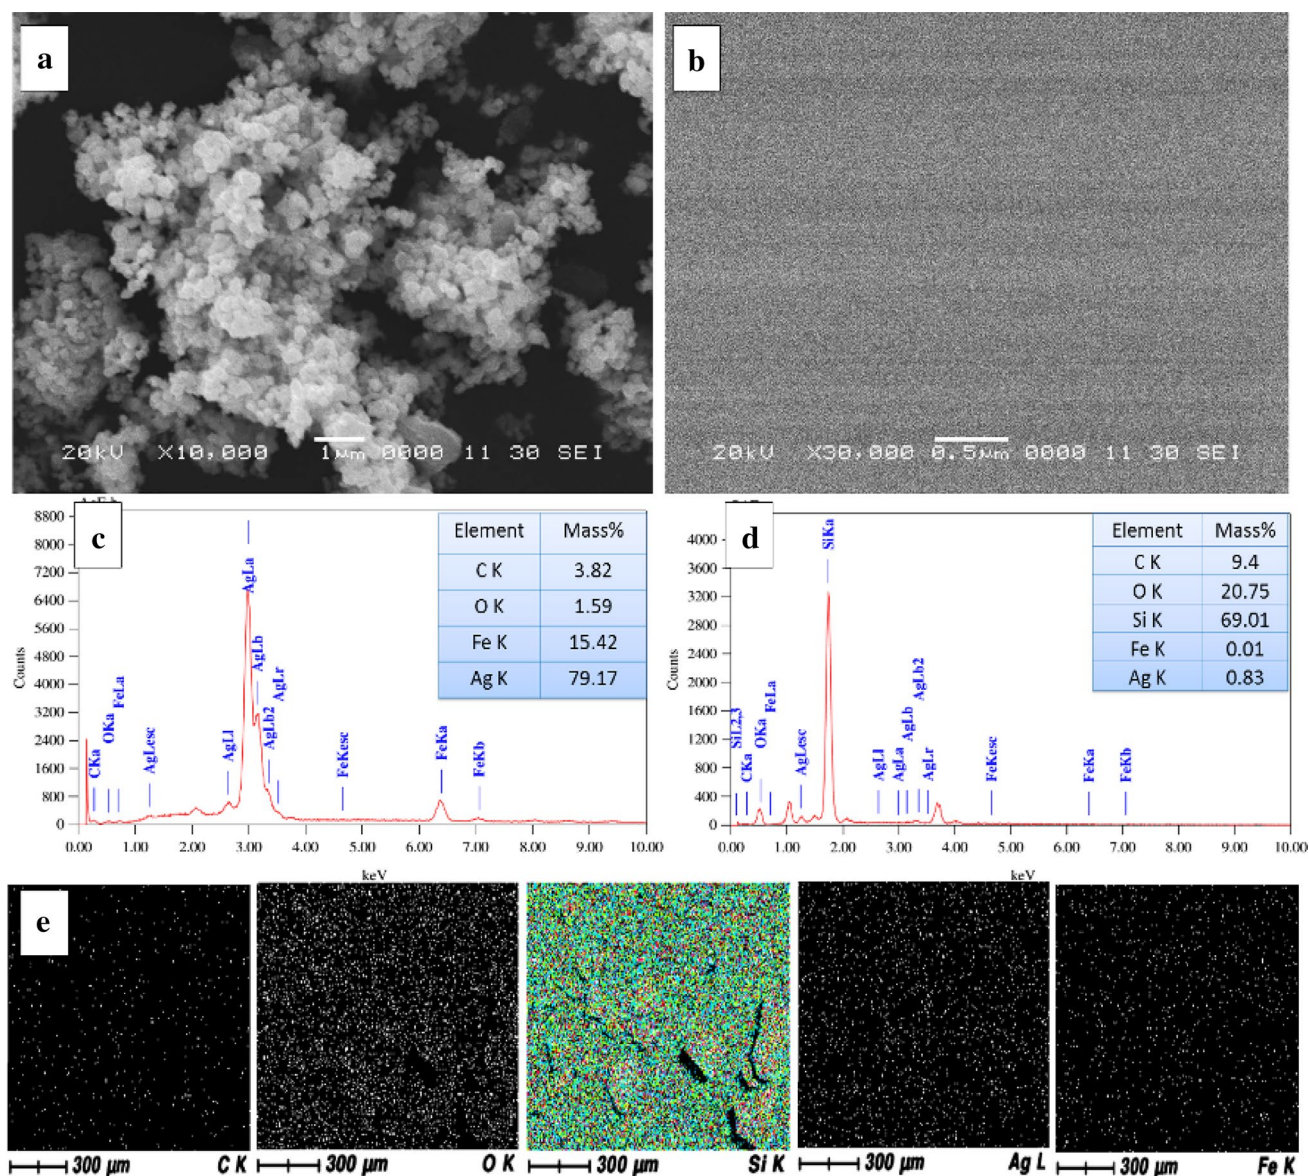 a
b
20kV X10,000 1µm 0000 11 30 SEI
20kV X30,000 0.5µm 0000 11 30 SEI
c
Element Mass%
C K 3.82
O K 1.59
Fe K 15.42
Ag K 79.17
8800
8000
7200
6400
5600
4800
4000
3200
2400
1600
800
0
Counts
CKa
OKa
FeLa
AgLesc
AgLl
AgLa
AgLb
AgLb2
AgLr
FeKesc
FeKa
FeKb
0.00 1.00 2.00 3.00 4.00 5.00 6.00 7.00 8.00 9.00 10.00
keV
d
Element Mass%
C K 9.4
O K 20.75
Si K 69.01
Fe K 0.01
Ag K 0.83
4000
3600
3200
2800
2400
2000
1600
1200
800
400
0
Counts
SiL2,3
CKa
OKa
FeLa
AgLesc
SiKa
AgLl
AgLa
AgLb
AgLb2
AgLr
FeKesc
FeKa
FeKb
0.00 1.00 2.00 3.00 4.00 5.00 6.00 7.00 8.00 9.00 10.00
keV
e
300 µm C K
300 µm O K
300 µm Si K
300 µm Ag L
300 µm Fe K